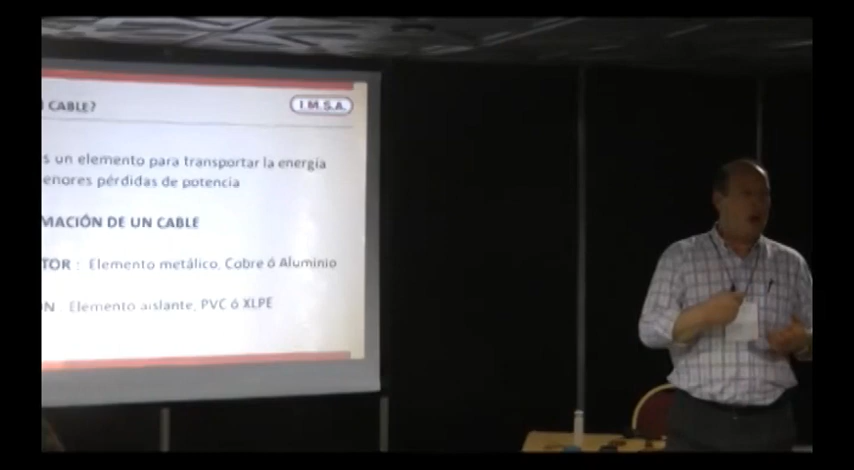 CABLE?
I.M.S.A.
s un elemento para transportar la energía
enores pérdidas de potencia
MACIÓN DE UN CABLE
TOR : Elemento metálico, Cobre ó Aluminio
N Elemento aislante, PVC ó XLPE